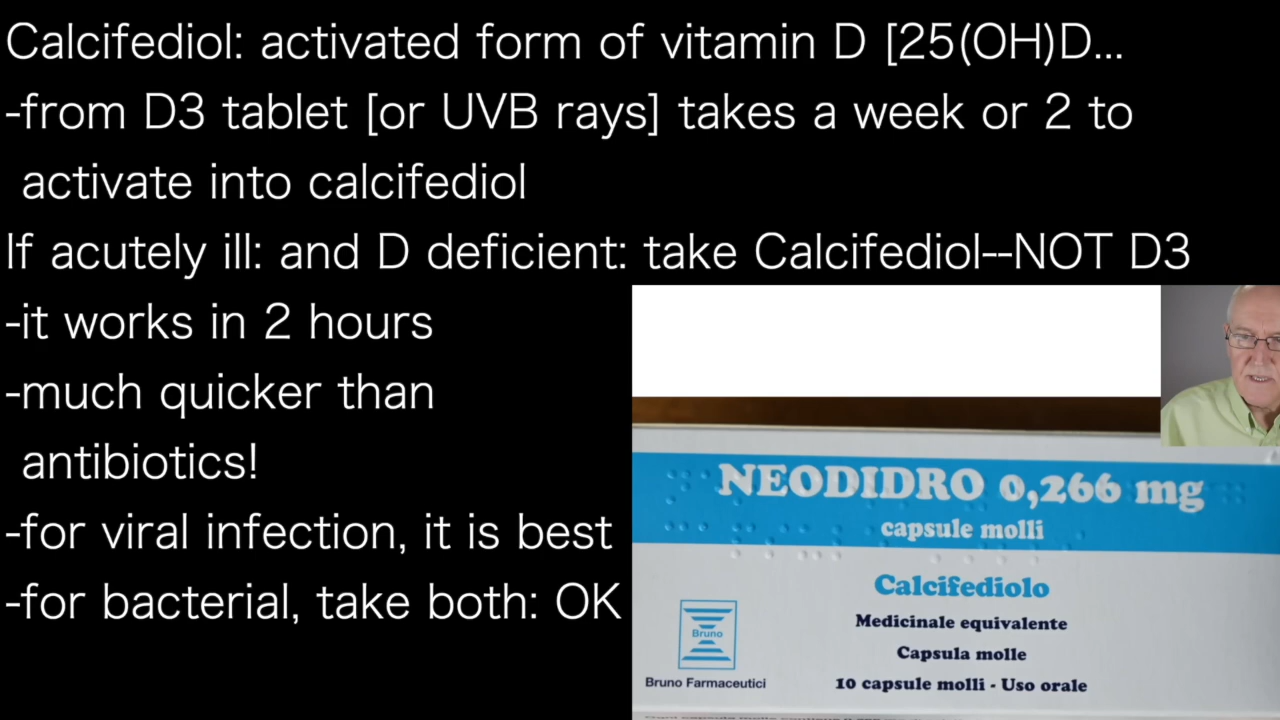 Calcifediol: activated form of vitamin D [25(OH)D...
-from D3 tablet [or UVB rays] takes a week or 2 to
activate into calcifediol
If acutely ill: and D deficient: take Calcifediol--NOT D3
-it works in 2 hours
-much quicker than
antibiotics!
-for viral infection, it is best
-for bacterial, take both: OK
NEODIDRO 0,266 mg
capsule molli
Calcifediolo
Medicinale equivalente
Capsula molle
10 capsule molli - Uso orale
Bruno
Bruno Farmaceutici